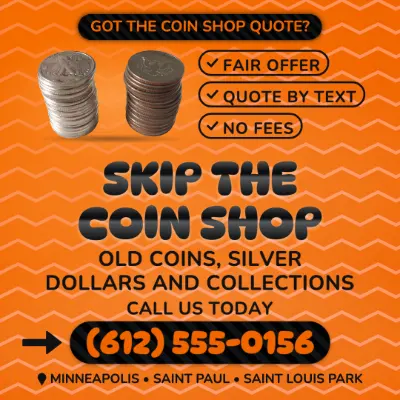 GOT THE COIN SHOP QUOTE?
FAIR OFFER
QUOTE BY TEXT
NO FEES
SKIP THE
COIN SHOP
OLD COINS, SILVER
DOLLARS AND COLLECTIONS
CALL US TODAY
(612) 555-0156
MINNEAPOLIS • SAINT PAUL • SAINT LOUIS PARK